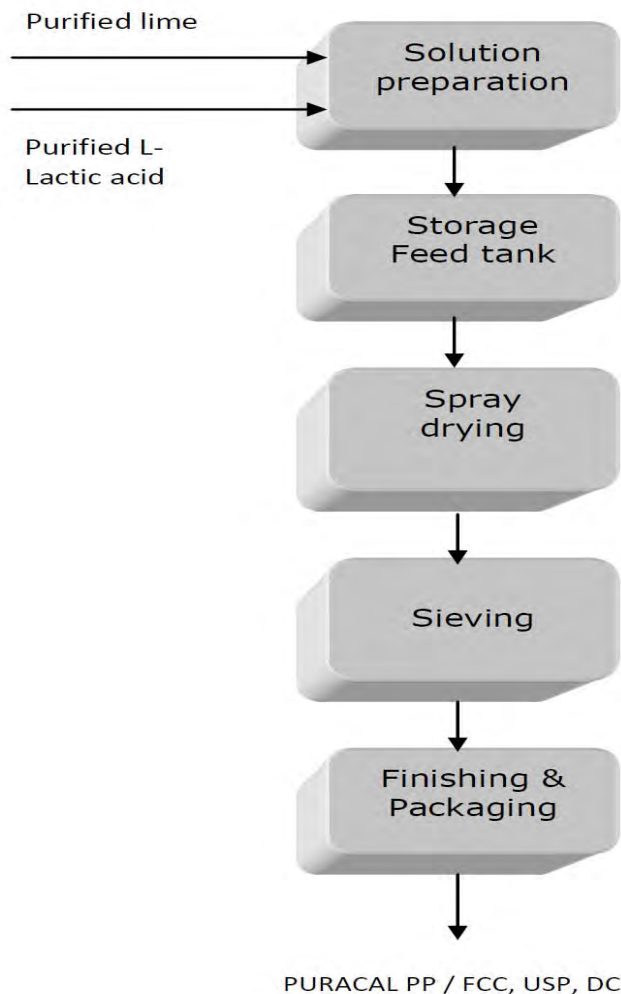 Purified lime
Purified L-
Lactic acid
Solution
preparation
Storage
Feed tank
Spray
drying
Sieving
Finishing &
Packaging
PURACAL PP / FCC, USP, DC